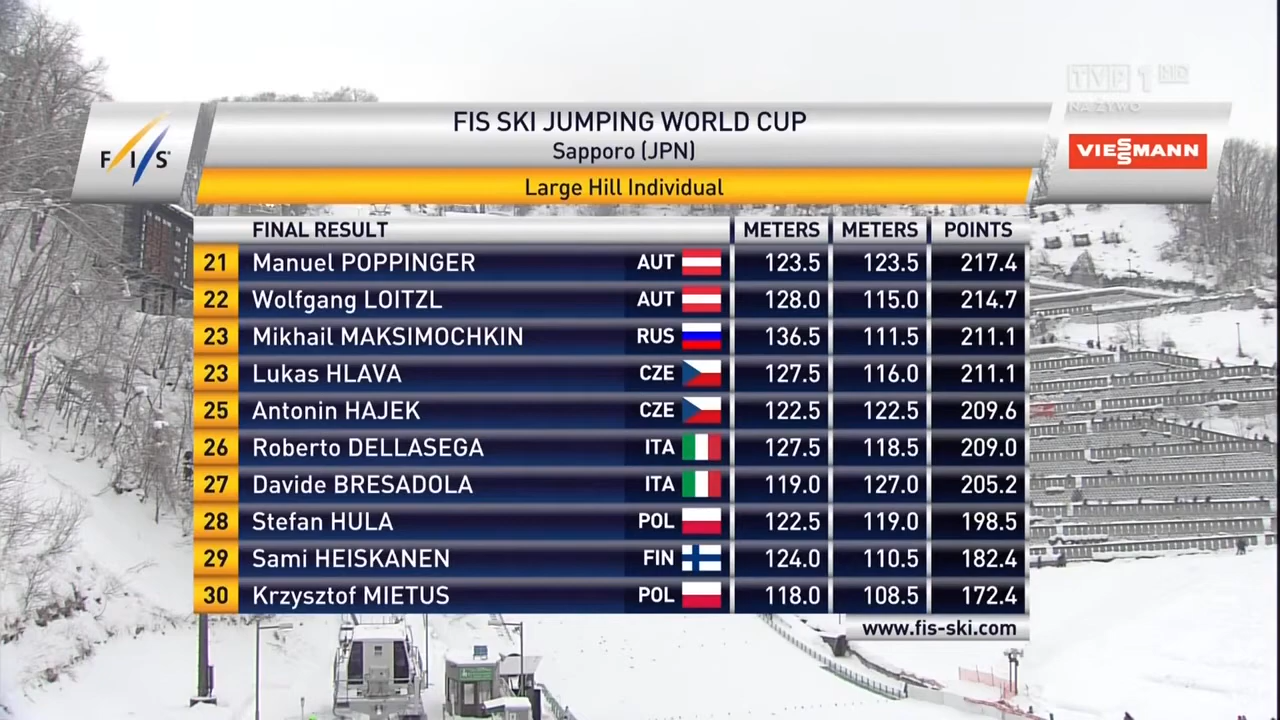 TVP 1 HD
NA ŻYWO
FIS
FIS SKI JUMPING WORLD CUP
Sapporo (JPN)
VIESSMANN
Large Hill Individual
FINAL RESULT METERS METERS POINTS
21 Manuel POPPINGER AUT 123.5 123.5 217.4
22 Wolfgang LOITZL AUT 128.0 115.0 214.7
23 Mikhail MAKSIMOCHKIN RUS 136.5 111.5 211.1
23 Lukas HLAVA CZE 127.5 116.0 211.1
25 Antonin HAJEK CZE 122.5 122.5 209.6
26 Roberto DELLASEGA ITA 127.5 118.5 209.0
27 Davide BRESADOLA ITA 119.0 127.0 205.2
28 Stefan HULA POL 122.5 119.0 198.5
29 Sami HEISKANEN FIN 124.0 110.5 182.4
30 Krzysztof MIETUS POL 118.0 108.5 172.4
www.fis-ski.com